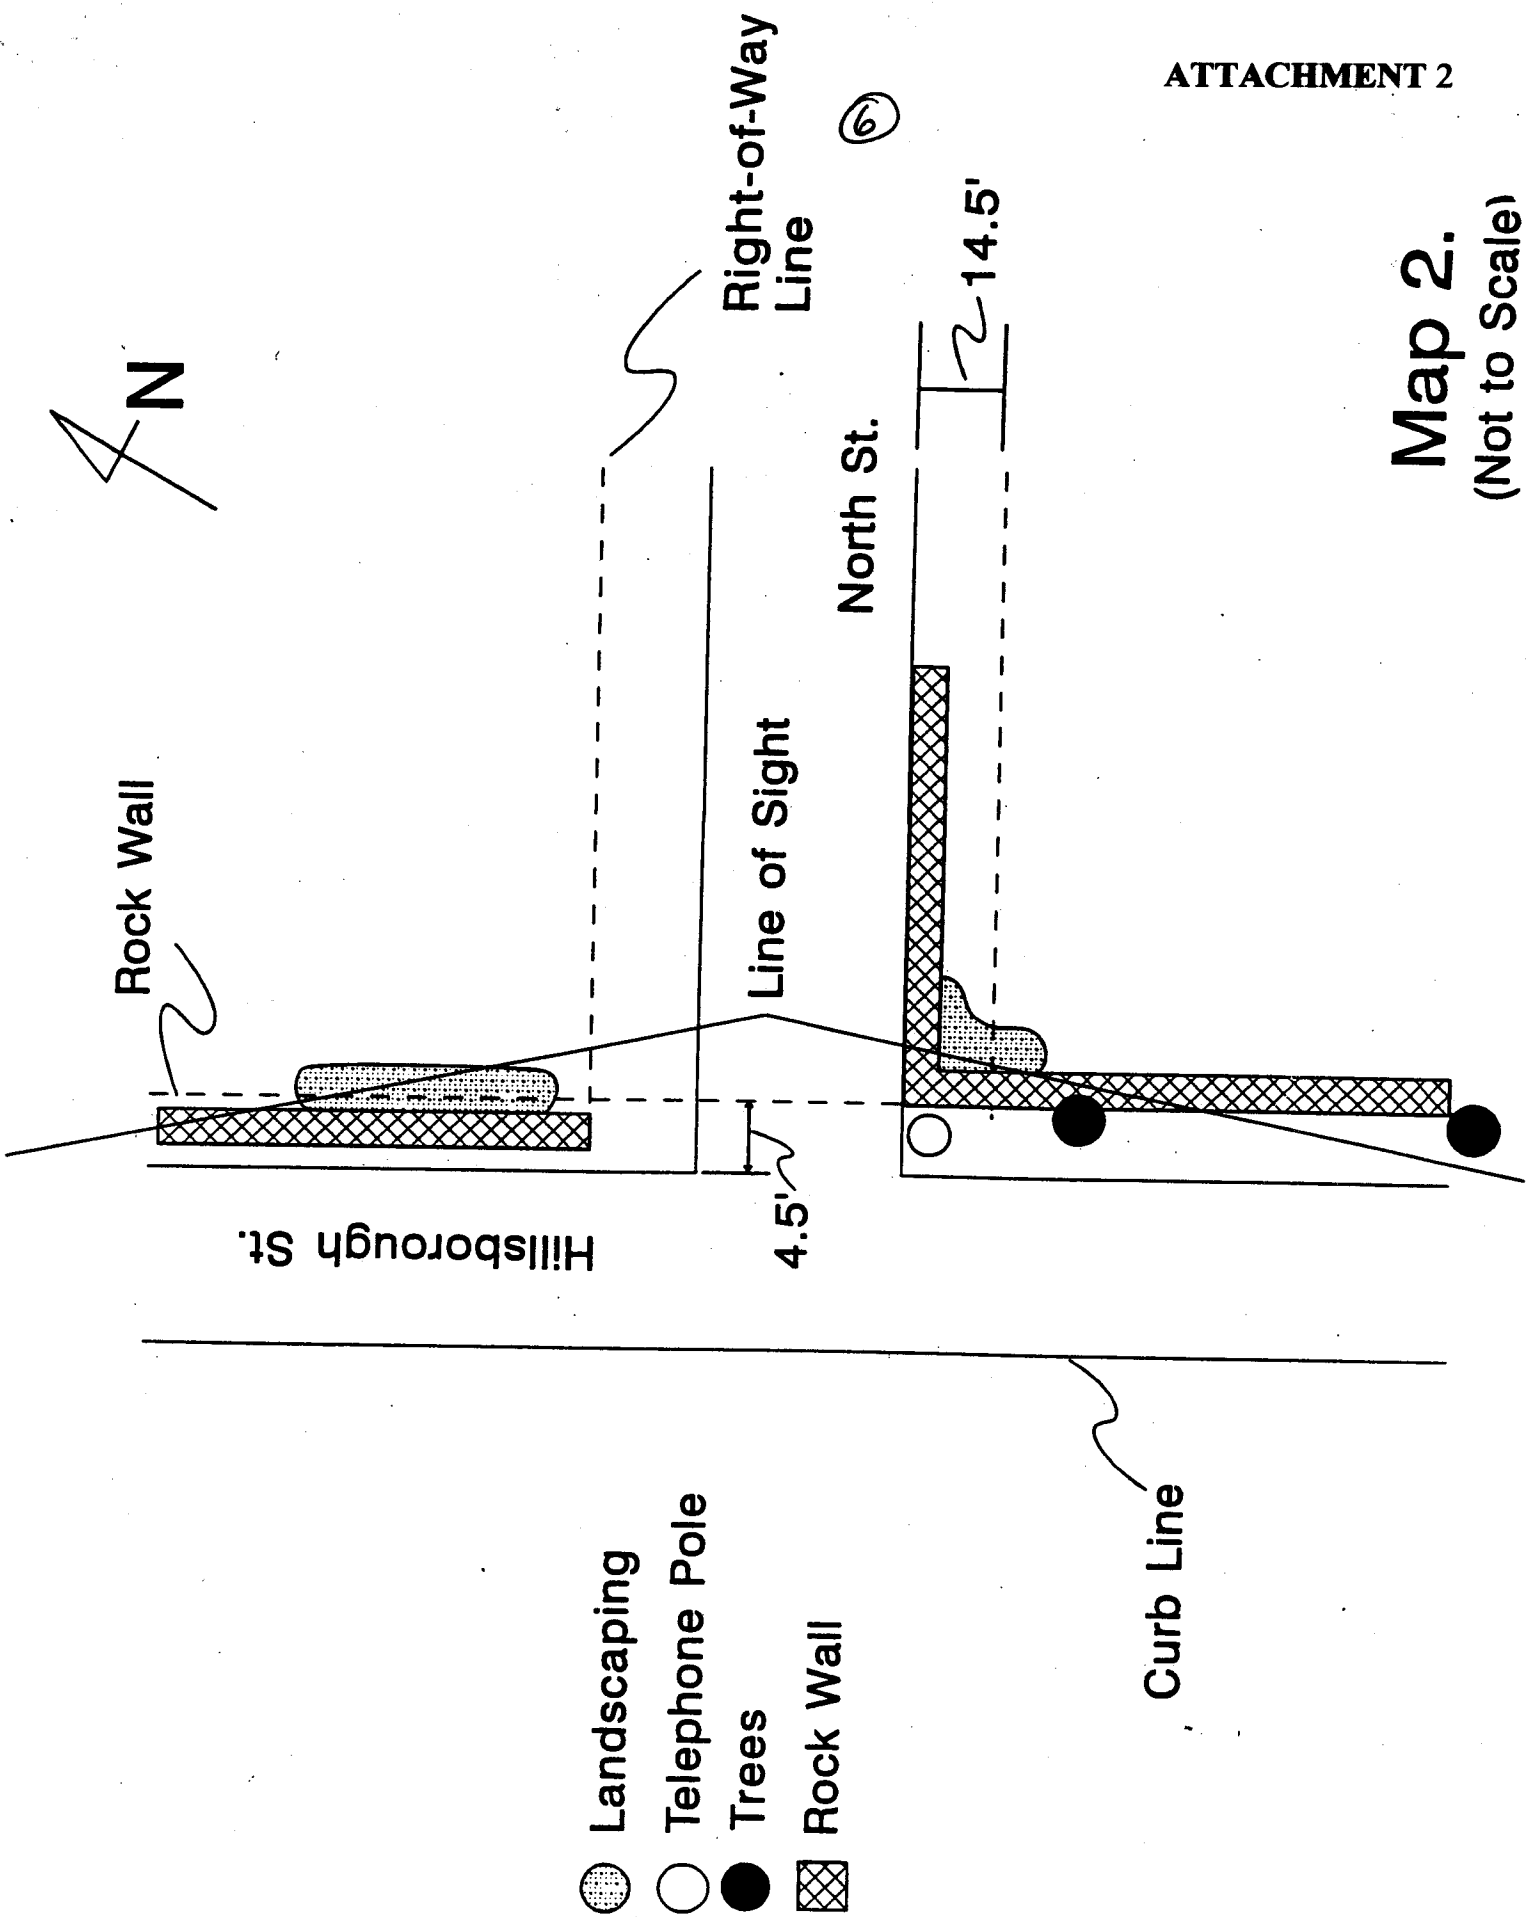 ATTACHMENT 2
6
N
Right-of-Way
Line
Rock Wall
North St.
14.5'
Line of Sight
Hillsborough St.
4.5'
Landscaping
Telephone Pole
Trees
Rock Wall
Curb Line
Map 2.
(Not to Scale)